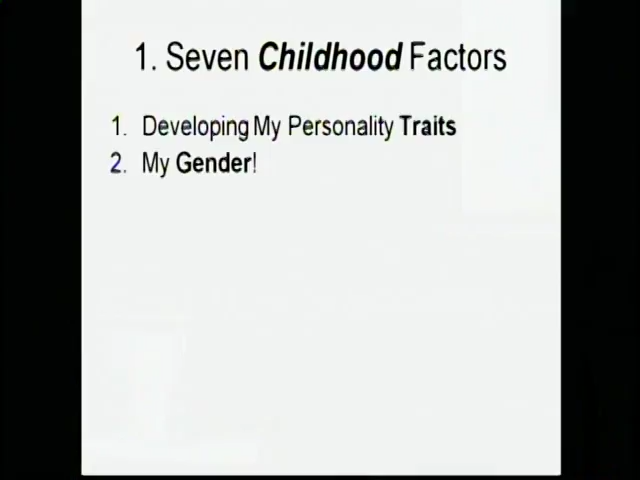 1. Seven Childhood Factors
1. Developing My Personality Traits
2. My Gender!